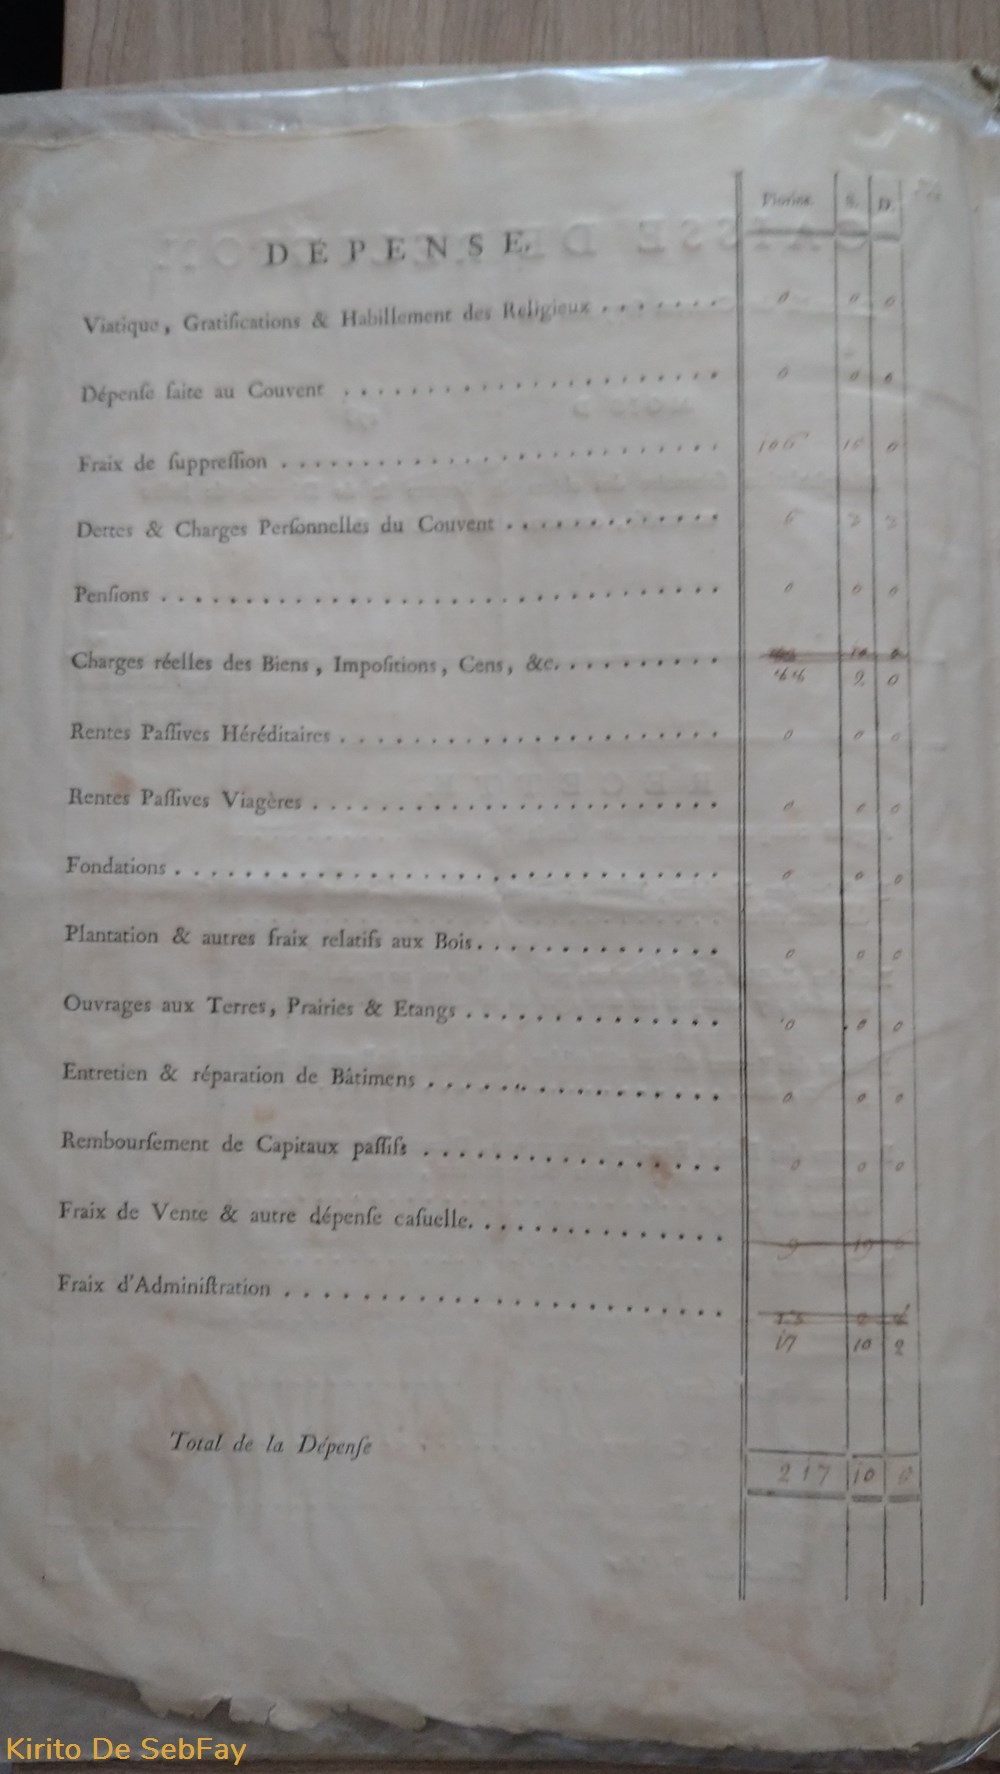 Florins. S. D.
DÉPENSE.
Viatique, Gratifications & Habillement des Religieux . . . . . . . 0 0 0
Dépenſe faite au Couvent . . . . . . . . . . . . . . . . . . . . . . . 0 0 0
Fraix de ſuppreſſion . . . . . . . . . . . . . . . . . . . . . . . . . . 0
Dettes & Charges Perſonnelles du Couvent . . . . . . . . . . . . .
Penſions . . . . . . . . . . . . . . . . . . . . . . . . . . . . . . . . . 0 0 0
Charges réelles des Biens, Impoſitions, Cens, &c. . . . . . . . . . 10 0
2 0
Rentes Paſſives Héréditaires . . . . . . . . . . . . . . . . . . . . . . 0 0 0
Rentes Paſſives Viagères . . . . . . . . . . . . . . . . . . . . . . . . 0 0 0
Fondations . . . . . . . . . . . . . . . . . . . . . . . . . . . . . . . . 0 0 0
Plantation & autres fraix relatifs aux Bois . . . . . . . . . . . . . . 0 0 0
Ouvrages aux Terres, Prairies & Etangs . . . . . . . . . . . . . . 0 0 0
Entretien & réparation de Bâtimens . . . . . . . . . . . . . . . . . 0 0 0
Rembourſement de Capitaux paſſifs . . . . . . . . . . . . . . . . . 0 0 0
Fraix de Vente & autre dépenſe caſuelle. . . . . . . . . . . . . . . 9 19
Fraix d'Adminiſtration . . . . . . . . . . . . . . . . . . . . . . . . . .
17 10 2
Total de la Dépenſe 217 10
Kirito De SebFay